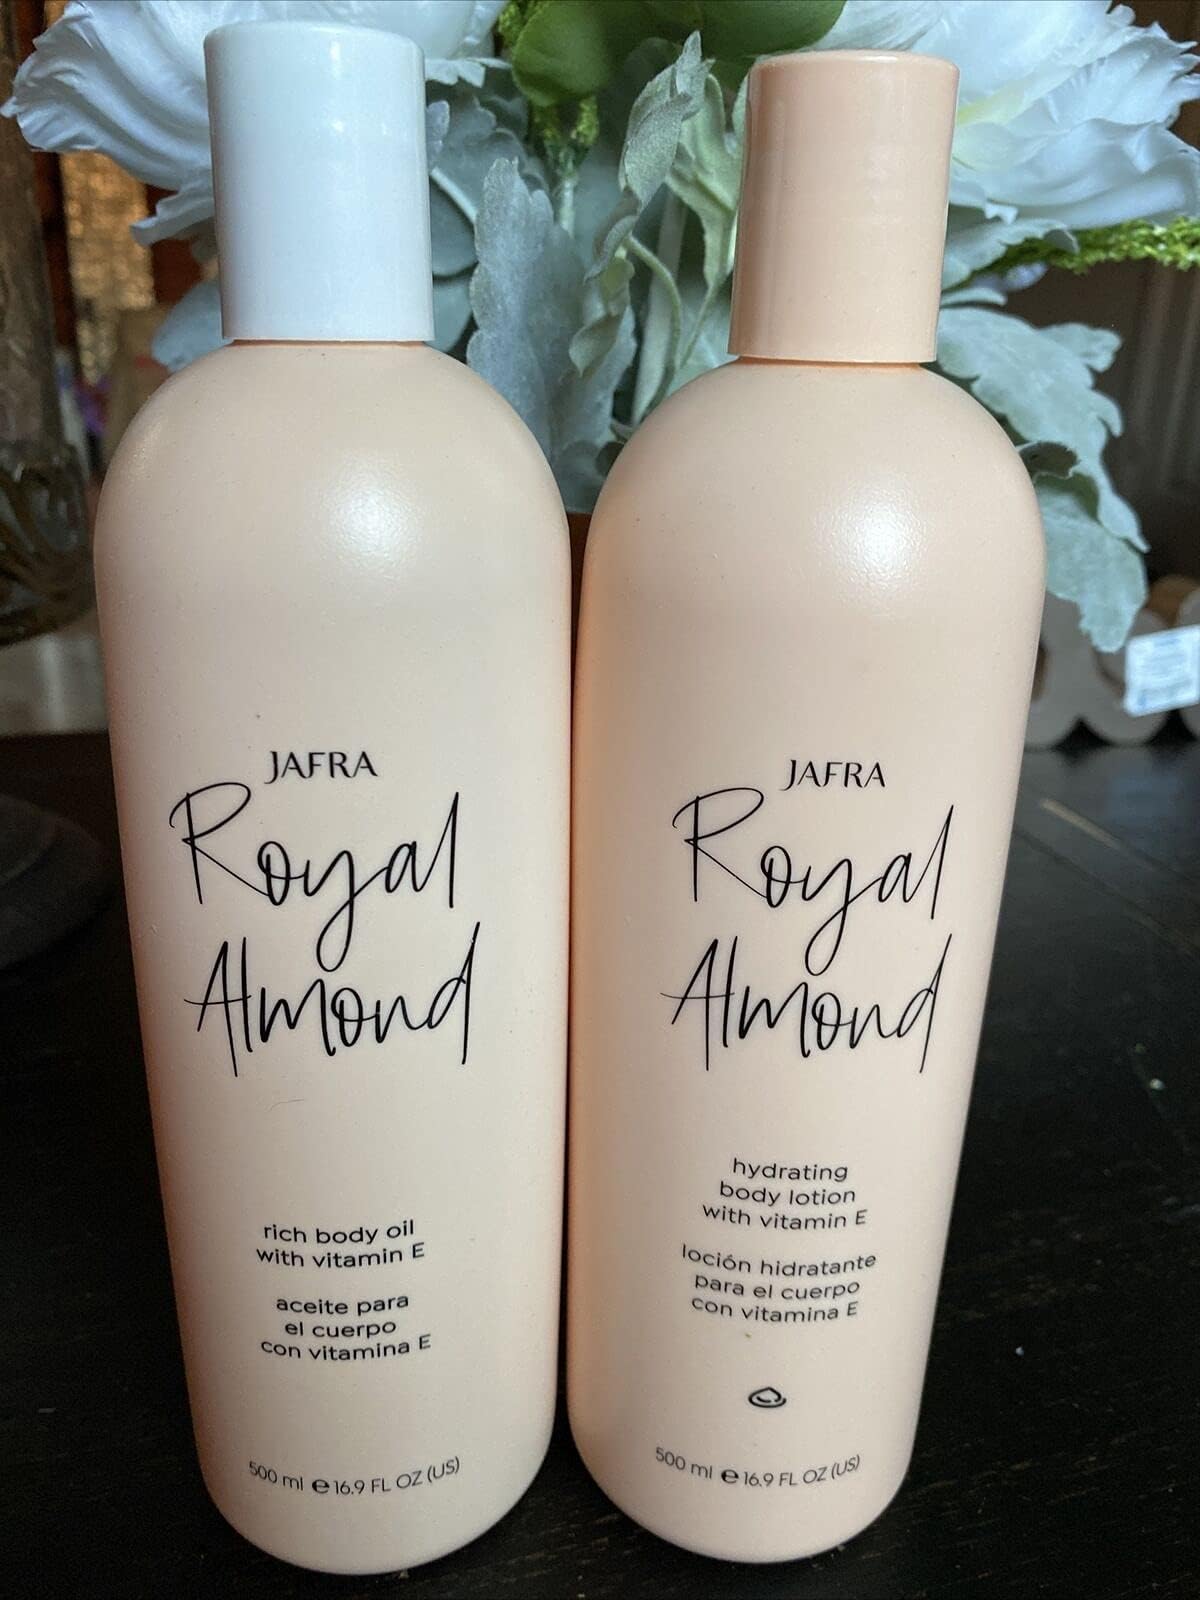 JAFRA
Royal
Almond
rich body oil
with vitamin E
aceite para
el cuerpo
con vitamina E
500 ml e 16.9 FL OZ (US)
JAFRA
Royal
Almond
hydrating
body lotion
with vitamin E
loción hidratante
para el cuerpo
con vitamina E
500 ml e 16.9 FL OZ (US)